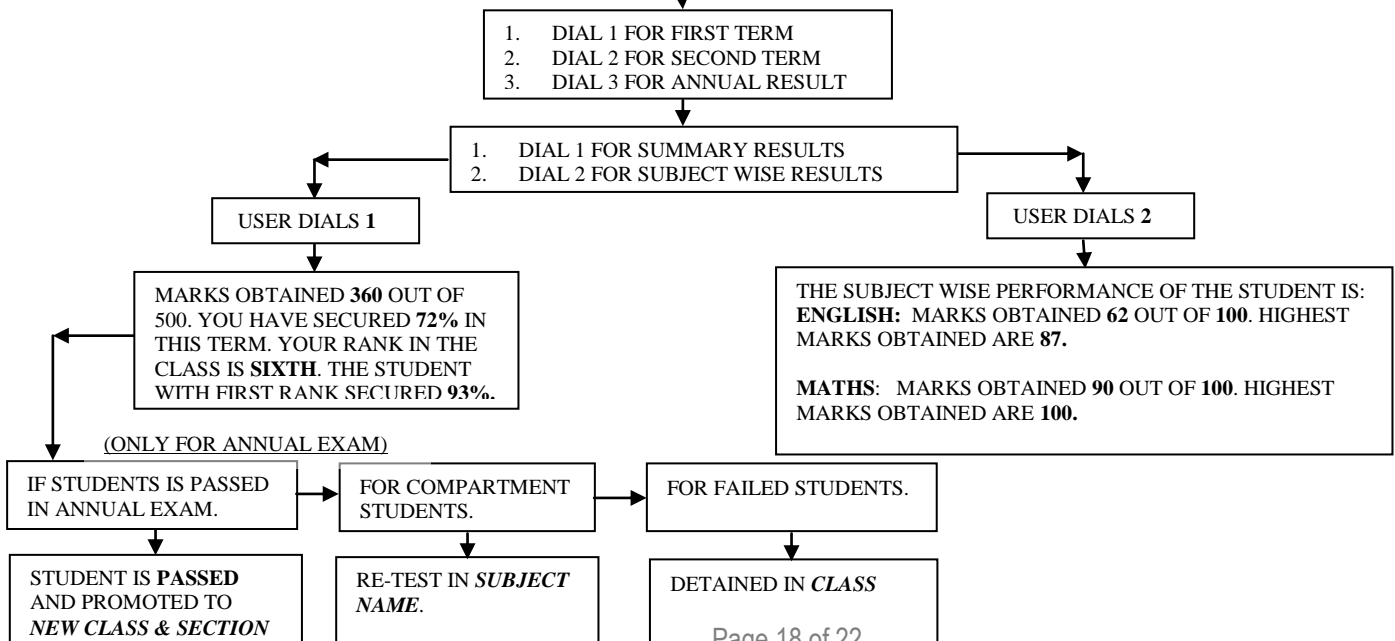 1. DIAL 1 FOR FIRST TERM
2. DIAL 2 FOR SECOND TERM
3. DIAL 3 FOR ANNUAL RESULT
1. DIAL 1 FOR SUMMARY RESULTS
2. DIAL 2 FOR SUBJECT WISE RESULTS
USER DIALS 1
USER DIALS 2
MARKS OBTAINED 360 OUT OF
500. YOU HAVE SECURED 72% IN
THIS TERM. YOUR RANK IN THE
CLASS IS SIXTH. THE STUDENT
WITH FIRST RANK SECURED 93%.
THE SUBJECT WISE PERFORMANCE OF THE STUDENT IS:
ENGLISH: MARKS OBTAINED 62 OUT OF 100. HIGHEST
MARKS OBTAINED ARE 87.
MATHS: MARKS OBTAINED 90 OUT OF 100. HIGHEST
MARKS OBTAINED ARE 100.
(ONLY FOR ANNUAL EXAM)
IF STUDENTS IS PASSED
IN ANNUAL EXAM.
FOR COMPARTMENT
STUDENTS.
FOR FAILED STUDENTS.
STUDENT IS PASSED
AND PROMOTED TO
NEW CLASS & SECTION
RE-TEST IN SUBJECT
NAME.
DETAINED IN CLASS
Page 18 of 22